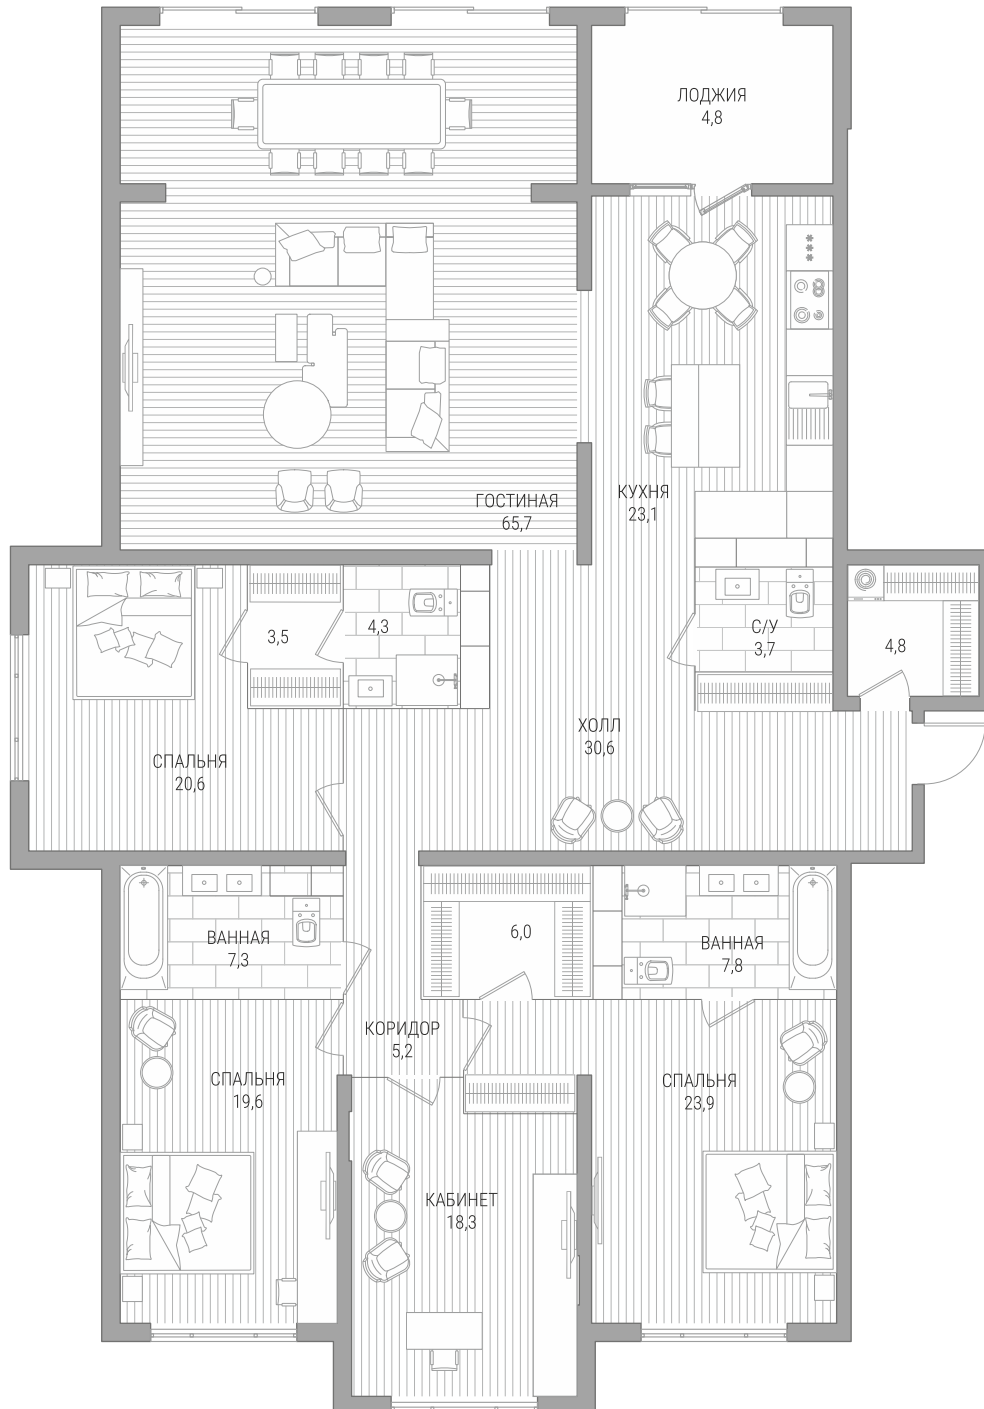 ЛОДЖИЯ
4,8
ГОСТИНАЯ
65,7
КУХНЯ
23,1
3,5
4,3
С/У
3,7
4,8
СПАЛЬНЯ
20,6
ХОЛЛ
30,6
ВАННАЯ
7,3
6,0
ВАННАЯ
7,8
КОРИДОР
5,2
СПАЛЬНЯ
19,6
СПАЛЬНЯ
23,9
КАБИНЕТ
18,3